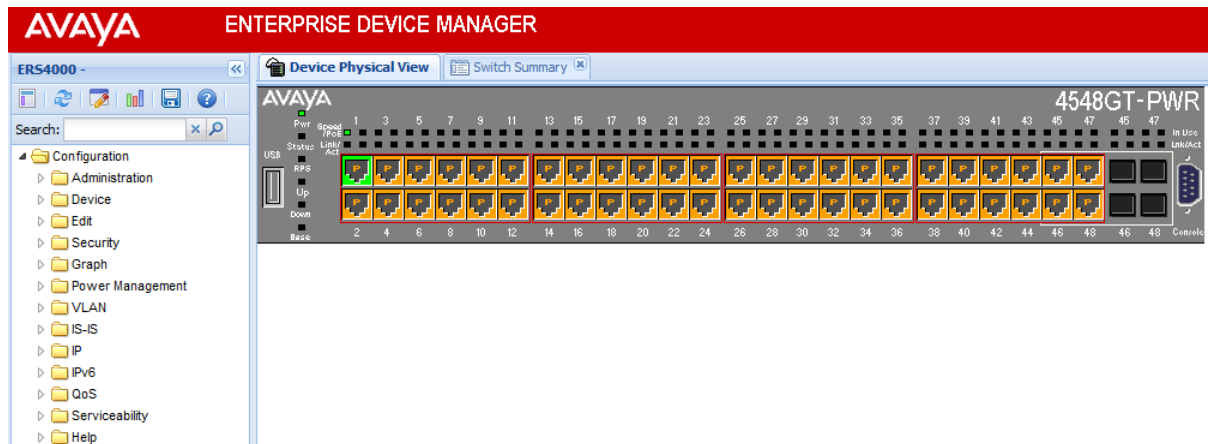 AVAYA ENTERPRISE DEVICE MANAGER
ERS4000 -
Device Physical View
Switch Summary
Search:
Configuration
Administration
Device
Edit
Security
Graph
Power Management
VLAN
IS-IS
IP
IPv6
QoS
Serviceability
Help
AVAYA
4548GT-PWR
Pwr
Speed
/PoE
1 3 5 7 9 11 13 15 17 19 21 23 25 27 29 31 33 35 37 39 41 43 45 47 45 47
In Use
Status
Link/
Act
Link/Act
USB
RPS
P P P P P P P P P P P P P P P P P P P P P P P P
Up
P P P P P P P P P P P P P P P P P P P P P P P P
Down
Base
2 4 6 8 10 12 14 16 18 20 22 24 26 28 30 32 34 36 38 40 42 44 46 48 46 48
Console